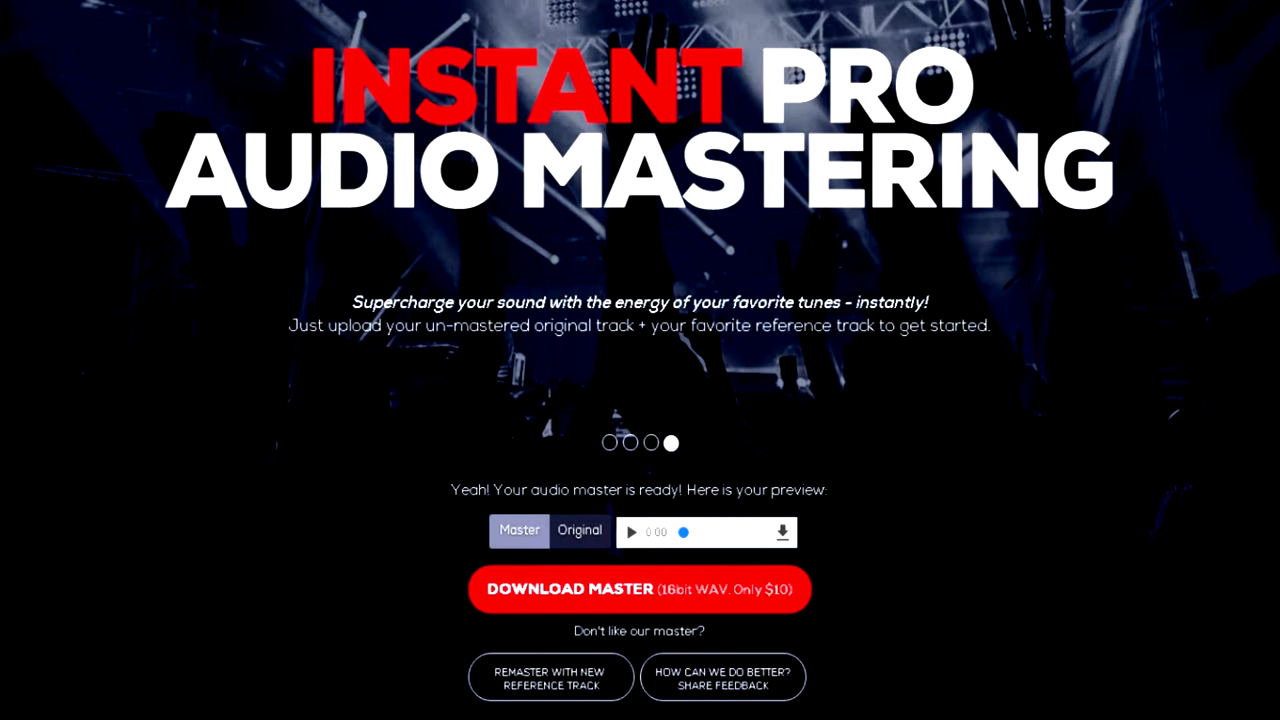 INSTANT PRO
AUDIO MASTERING
Supercharge your sound with the energy of your favorite tunes - instantly!
Just upload your un-mastered original track + your favorite reference track to get started.
Yeah! Your audio master is ready! Here is your preview:
Master Original 0:00
DOWNLOAD MASTER (16bit WAV. Only $10)
Don't like our master?
REMASTER WITH NEW
REFERENCE TRACK
HOW CAN WE DO BETTER?
SHARE FEEDBACK